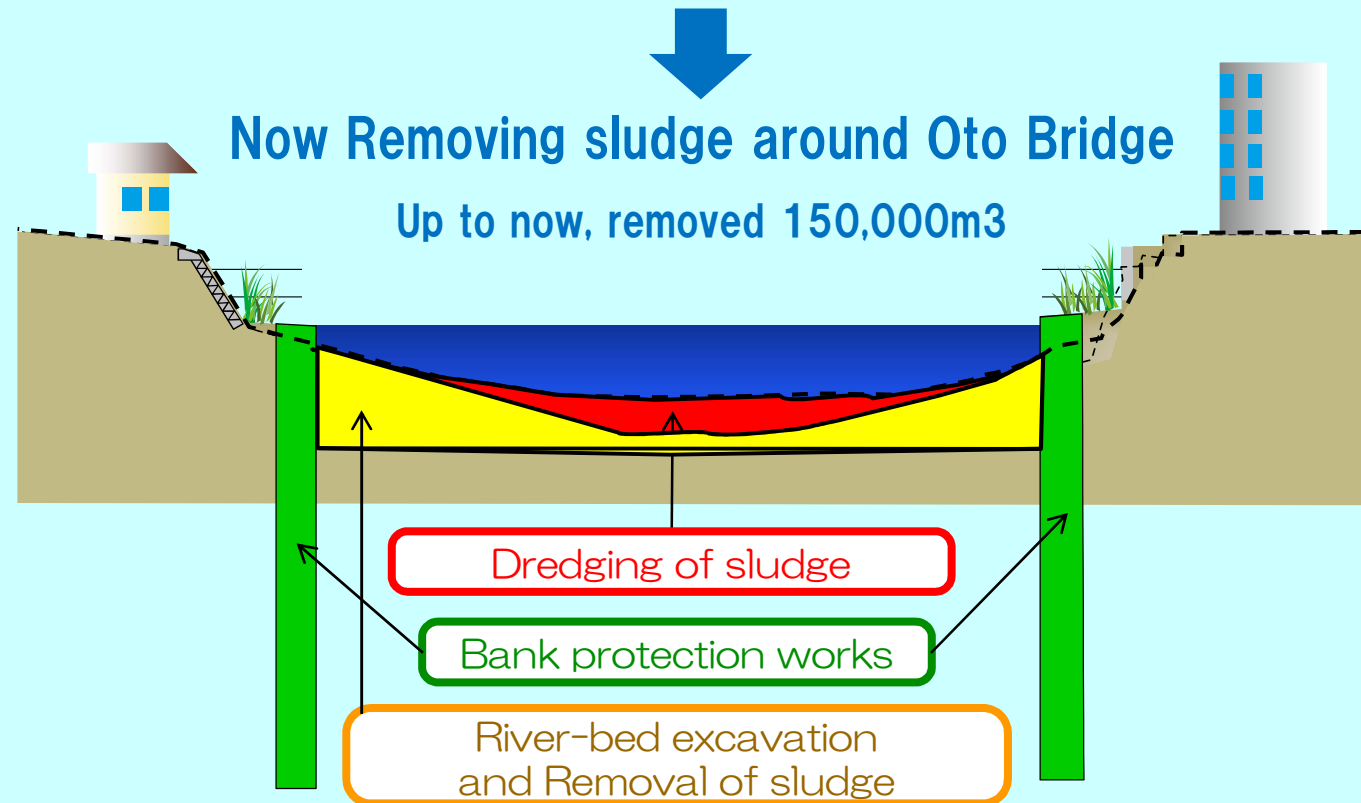 Now Removing sludge around Oto Bridge
Up to now, removed 150,000m3
Dredging of sludge
Bank protection works
River-bed excavation
and Removal of sludge